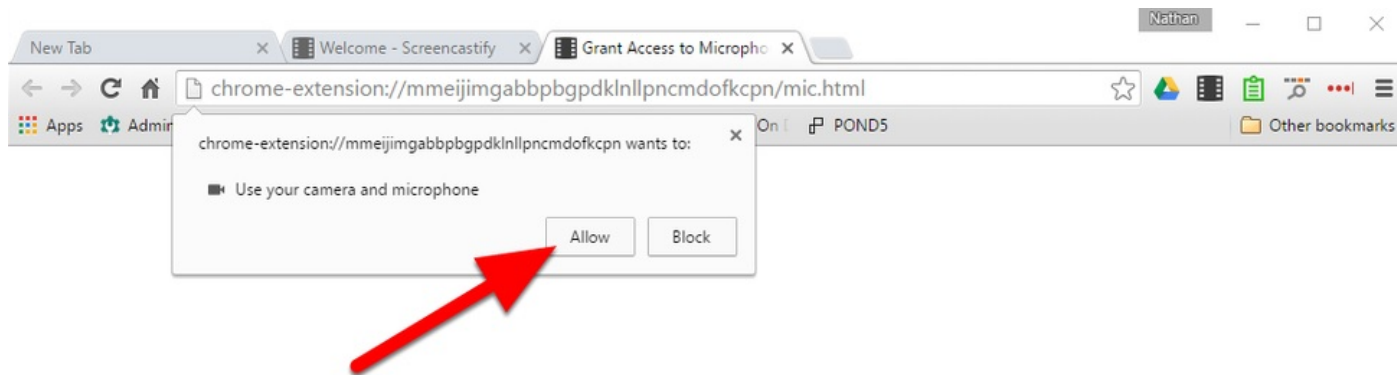 Nathan
New Tab
Welcome - Screencastify
Grant Access to Micropho
chrome-extension://mmeijimgabbpbgpdklnllpncmdofkcpn/mic.html
Apps
Admin
On
POND5
Other bookmarks
chrome-extension://mmeijimgabbpbgpdklnllpncmdofkcpn wants to:
Use your camera and microphone
Allow
Block